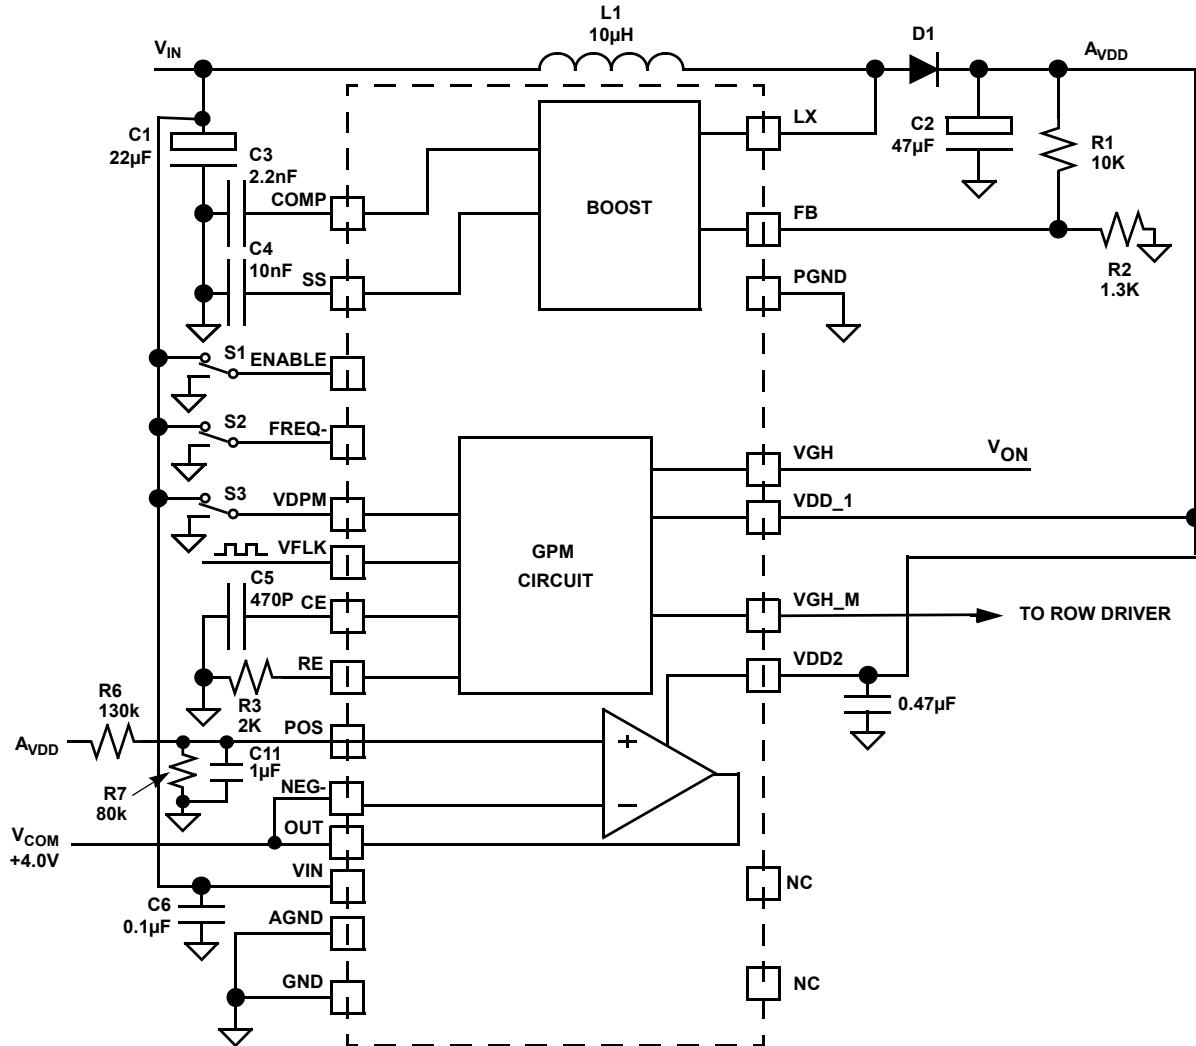 L1
10µH
D1
VIN
AVDD
LX
C1
22µF
C2
47µF
R1
10K
C3
2.2nF
COMP
BOOST
FB
C4
10nF
SS
PGND
R2
1.3K
S1
ENABLE
S2
FREQ-
VGH
VON
S3
VDPM
VDD_1
VFLK
GPM
CIRCUIT
C5
470P
CE
VGH_M
TO ROW DRIVER
RE
VDD2
R6
130k
R3
2K
0.47µF
POS
AVDD
+
C11
1µF
NEG-
R7
80k
–
OUT
VCOM
+4.0V
VIN
NC
C6
0.1µF
AGND
GND
NC